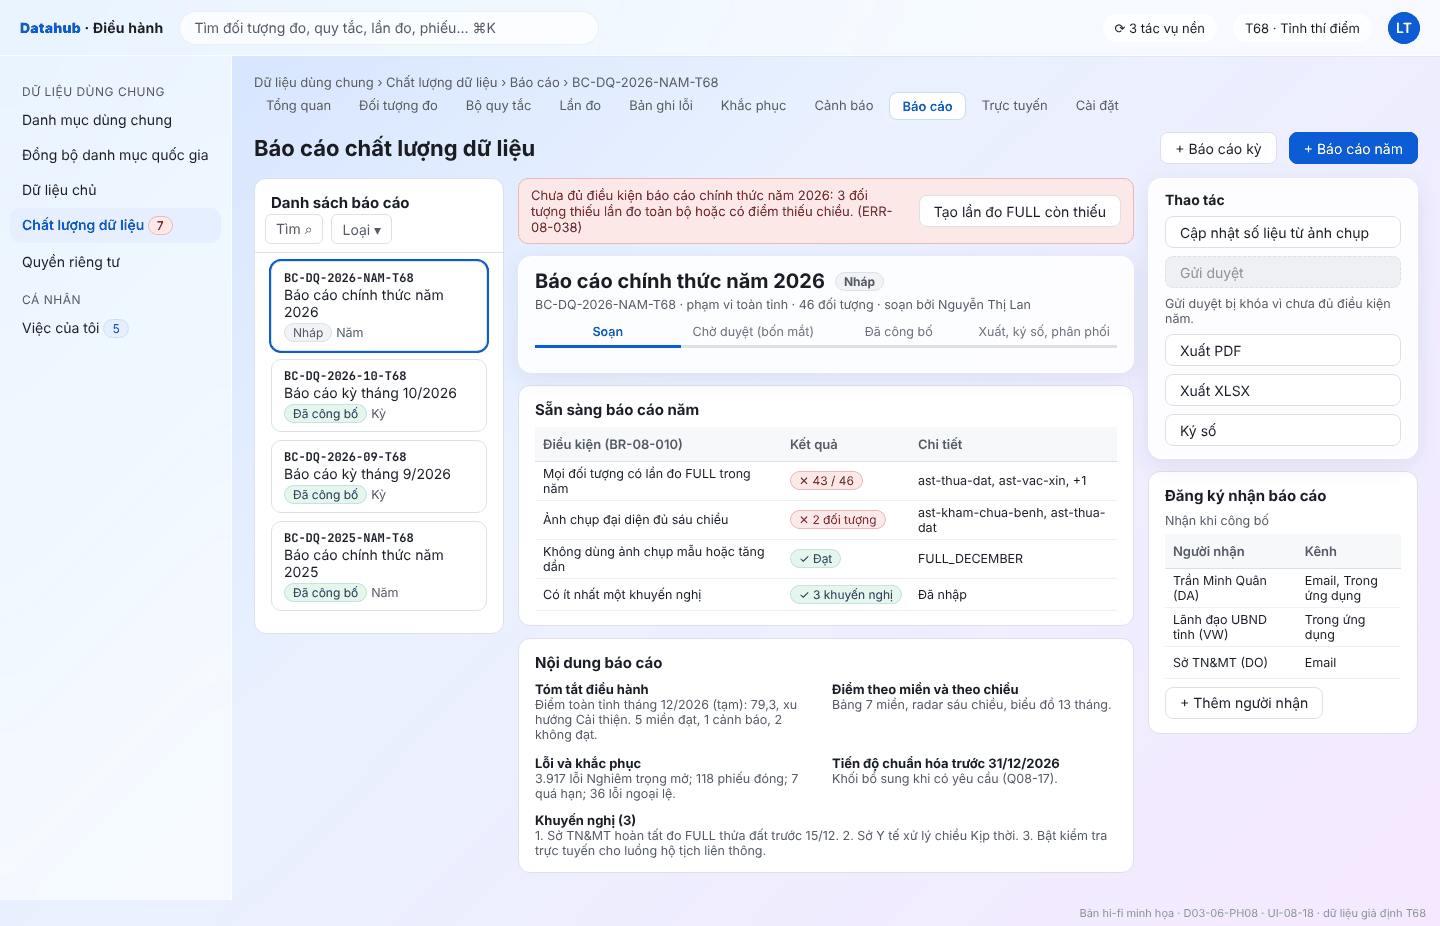 Datahub · Điều hành
Tìm đối tượng đo, quy tắc, lần đo, phiếu... ⌘K
⟳ 3 tác vụ nền
T68 · Tỉnh thí điểm
LT
DỮ LIỆU DÙNG CHUNG
Danh mục dùng chung
Đồng bộ danh mục quốc gia
Dữ liệu chủ
Chất lượng dữ liệu 7
Quyền riêng tư
CÁ NHÂN
Việc của tôi 5
Dữ liệu dùng chung › Chất lượng dữ liệu › Báo cáo › BC-DQ-2026-NAM-T68
Tổng quan
Đối tượng đo
Bộ quy tắc
Lần đo
Bản ghi lỗi
Khắc phục
Cảnh báo
Báo cáo
Trực tuyến
Cài đặt
Báo cáo chất lượng dữ liệu
+ Báo cáo kỳ
+ Báo cáo năm
Danh sách báo cáo
Tìm ⌕
Loại ▾
BC-DQ-2026-NAM-T68
Báo cáo chính thức năm
2026
Nháp Năm
BC-DQ-2026-10-T68
Báo cáo kỳ tháng 10/2026
Đã công bố Kỳ
BC-DQ-2026-09-T68
Báo cáo kỳ tháng 9/2026
Đã công bố Kỳ
BC-DQ-2025-NAM-T68
Báo cáo chính thức năm
2025
Đã công bố Năm
Chưa đủ điều kiện báo cáo chính thức năm 2026: 3 đối
tượng thiếu lần đo toàn bộ hoặc có điểm thiếu chiều. (ERR-
08-038)
Tạo lần đo FULL còn thiếu
Báo cáo chính thức năm 2026 Nháp
BC-DQ-2026-NAM-T68 · phạm vi toàn tỉnh · 46 đối tượng · soạn bởi Nguyễn Thị Lan
Soạn
Chờ duyệt (bốn mắt)
Đã công bố
Xuất, ký số, phân phối
Sẵn sàng báo cáo năm
Điều kiện (BR-08-010)
Kết quả
Chi tiết
Mọi đối tượng có lần đo FULL trong
năm
✕ 43 / 46
ast-thua-dat, ast-vac-xin, +1
Ảnh chụp đại diện đủ sáu chiều
✕ 2 đối tượng
ast-kham-chua-benh, ast-thua-
dat
Không dùng ảnh chụp mẫu hoặc tăng
dần
✓ Đạt
FULL_DECEMBER
Có ít nhất một khuyến nghị
✓ 3 khuyến nghị
Đã nhập
Nội dung báo cáo
Tóm tắt điều hành
Điểm toàn tỉnh tháng 12/2026 (tạm): 79,3, xu
hướng Cải thiện. 5 miền đạt, 1 cảnh báo, 2
không đạt.
Điểm theo miền và theo chiều
Bảng 7 miền, radar sáu chiều, biểu đồ 13 tháng.
Lỗi và khắc phục
3.917 lỗi Nghiêm trọng mở; 118 phiếu đóng; 7
quá hạn; 36 lỗi ngoại lệ.
Tiến độ chuẩn hóa trước 31/12/2026
Khối bổ sung khi có yêu cầu (Q08-17).
Khuyến nghị (3)
1. Sở TN&MT hoàn tất đo FULL thửa đất trước 15/12. 2. Sở Y tế xử lý chiều Kịp thời. 3. Bật kiểm tra
trực tuyến cho luồng hộ tịch liên thông.
Thao tác
Cập nhật số liệu từ ảnh chụp
Gửi duyệt
Gửi duyệt bị khóa vì chưa đủ điều kiện
năm.
Xuất PDF
Xuất XLSX
Ký số
Đăng ký nhận báo cáo
Nhận khi công bố
Người nhận
Kênh
Trần Minh Quân
(DA)
Email, Trong
ứng dụng
Lãnh đạo UBND
tỉnh (VW)
Trong ứng
dụng
Sở TN&MT (DO)
Email
+ Thêm người nhận
Bản hi-fi minh họa · D03-06-PH08 · UI-08-18 · dữ liệu giả định T68